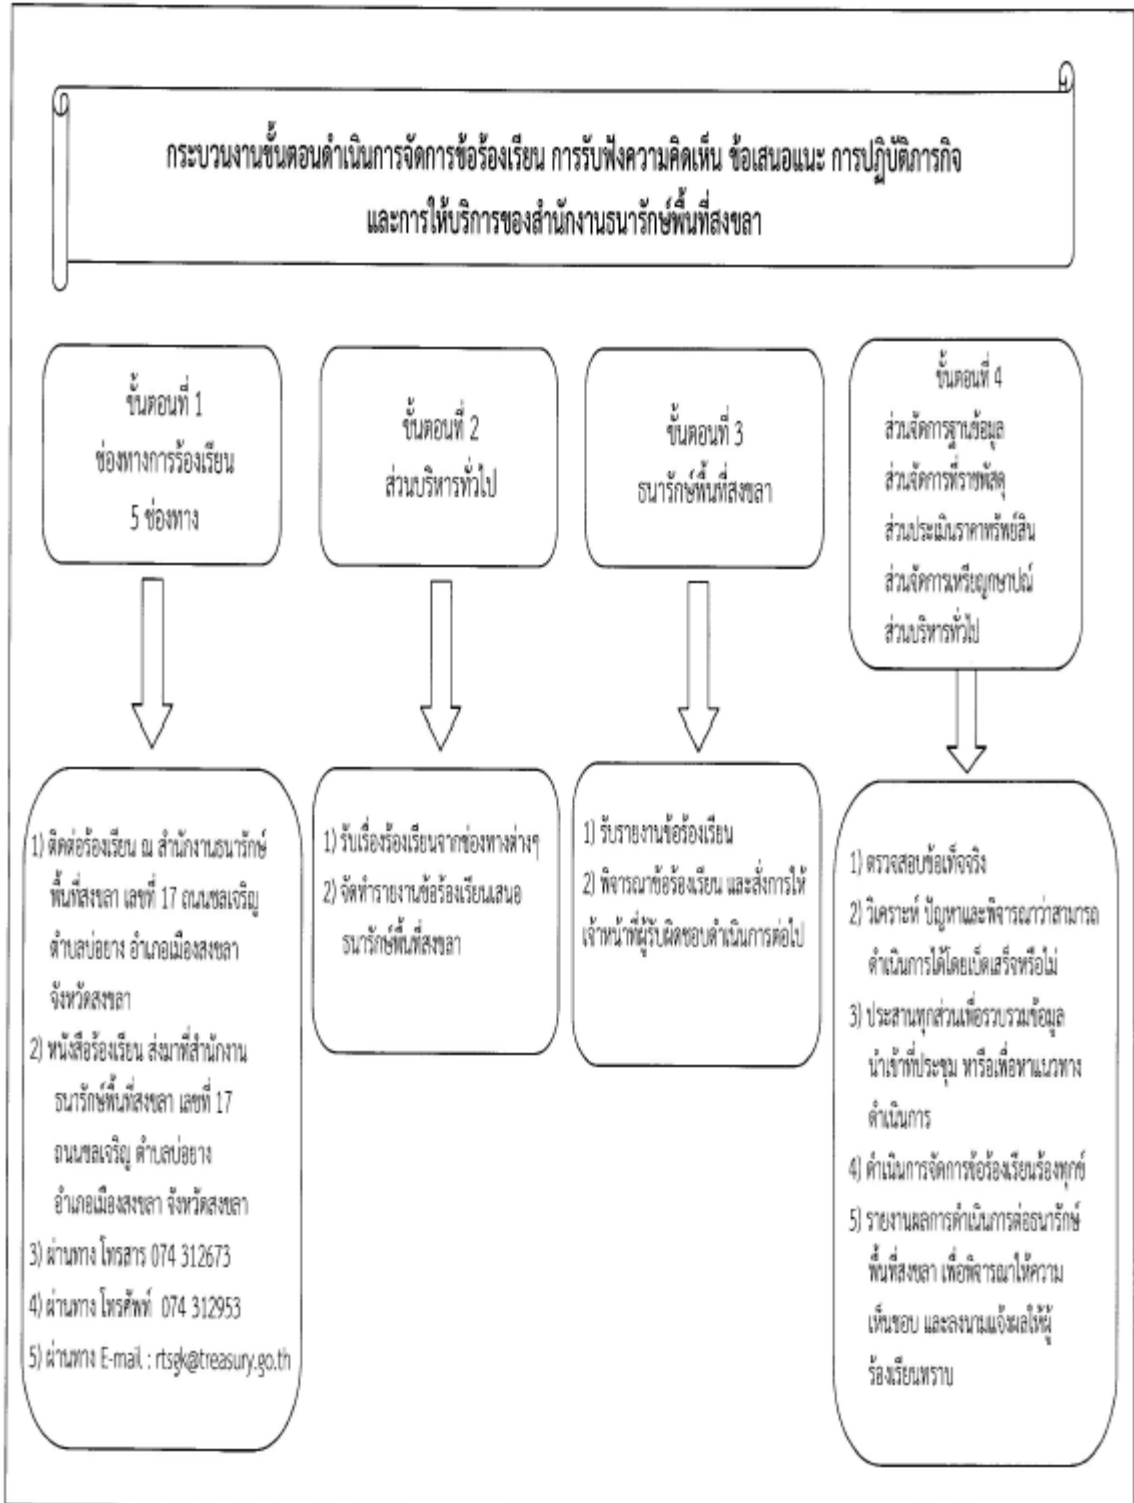 กระบวนงานขั้นตอนดำเนินการจัดการข้อร้องเรียน การรับฟังความคิดเห็น ข้อเสนอแนะ การปฏิบัติภารกิจ
และการให้บริการของสำนักงานธนารักษ์พื้นที่สงขลา
ขั้นตอนที่ 1
ช่องทางการร้องเรียน
5 ช่องทาง
1) ติดต่อร้องเรียน ณ สำนักงานธนารักษ์
พื้นที่สงขลา เลขที่ 17 ถนนชลเจริญ
ตำบลบ่อยาง อำเภอเมืองสงขลา
จังหวัดสงขลา
2) หนังสือร้องเรียน ส่งมาที่สำนักงาน
ธนารักษ์พื้นที่สงขลา เลขที่ 17
ถนนชลเจริญ ตำบลบ่อยาง
อำเภอเมืองสงขลา จังหวัดสงขลา
3) ผ่านทาง โทรสาร 074 312673
4) ผ่านทาง โทรศัพท์ 074 312953
5) ผ่านทาง E-mail : rtsgk@treasury.go.th
ขั้นตอนที่ 2
ส่วนบริหารทั่วไป
1) รับเรื่องร้องเรียนจากช่องทางต่างๆ
2) จัดทำรายงานข้อร้องเรียนเสนอ
ธนารักษ์พื้นที่สงขลา
ขั้นตอนที่ 3
ธนารักษ์พื้นที่สงขลา
1) รับรายงานข้อร้องเรียน
2) พิจารณาข้อร้องเรียน และสั่งการให้
เจ้าหน้าที่ผู้รับผิดชอบดำเนินการต่อไป
ขั้นตอนที่ 4
ส่วนจัดการฐานข้อมูล
ส่วนจัดการที่ราชพัสดุ
ส่วนประเมินราคาทรัพย์สิน
ส่วนจัดการเหรียญกษาปณ์
ส่วนบริหารทั่วไป
1) ตรวจสอบข้อเท็จจริง
2) วิเคราะห์ ปัญหาและพิจารณาว่าสามารถ
ดำเนินการได้โดยเบ็ดเสร็จหรือไม่
3) ประสานทุกส่วนเพื่อรวบรวมข้อมูล
นำเข้าที่ประชุม หารือเพื่อหาแนวทาง
ดำเนินการ
4) ดำเนินการจัดการข้อร้องเรียนร้องทุกข์
5) รายงานผลการดำเนินการต่อธนารักษ์
พื้นที่สงขลา เพื่อพิจารณาให้ความ
เห็นชอบ และลงนามแจ้งผลให้ผู้
ร้องเรียนทราบ